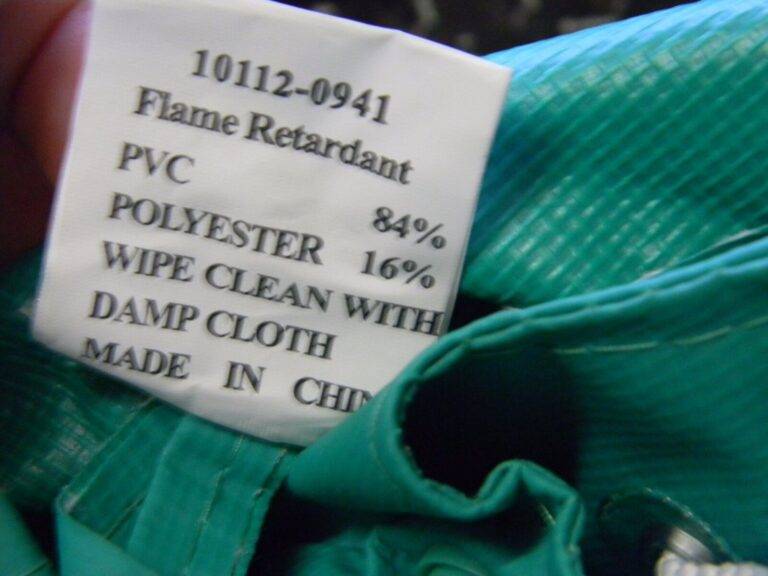 10112-0941
Flame Retardant
PVC 84%
POLYESTER 16%
WIPE CLEAN WITH
DAMP CLOTH
MADE IN